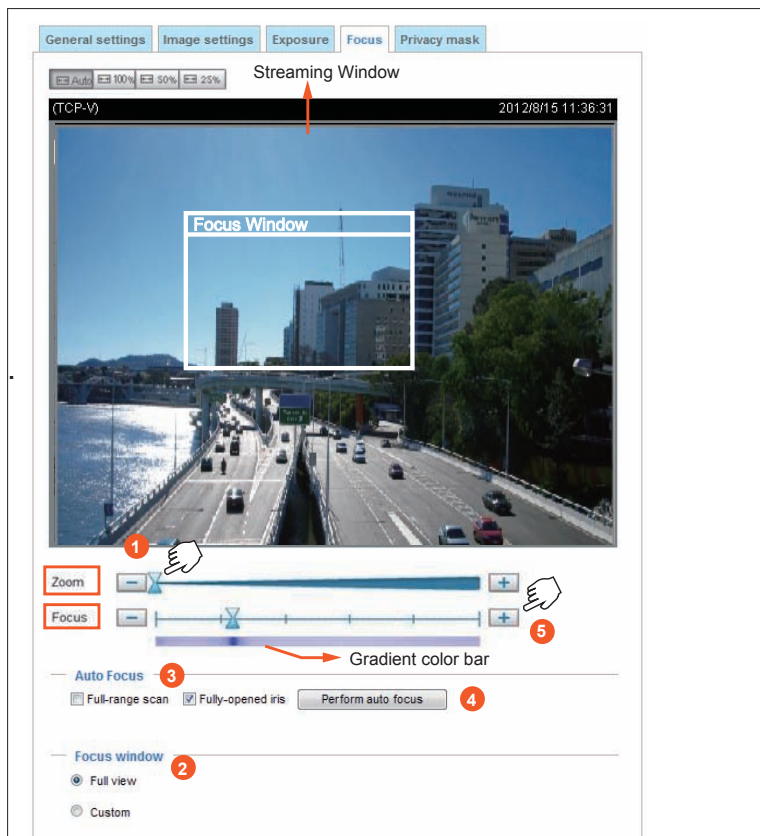 General settings Image settings Exposure Focus Privacy mask
Auto 100% 50% 25%
Streaming Window
(TCP-V) 2012/8/15 11:36:31
Focus Window
1
Zoom
Focus
5
Gradient color bar
Auto Focus 3
Full-range scan Fully-opened iris Perform auto focus 4
Focus window 2
Full view
Custom